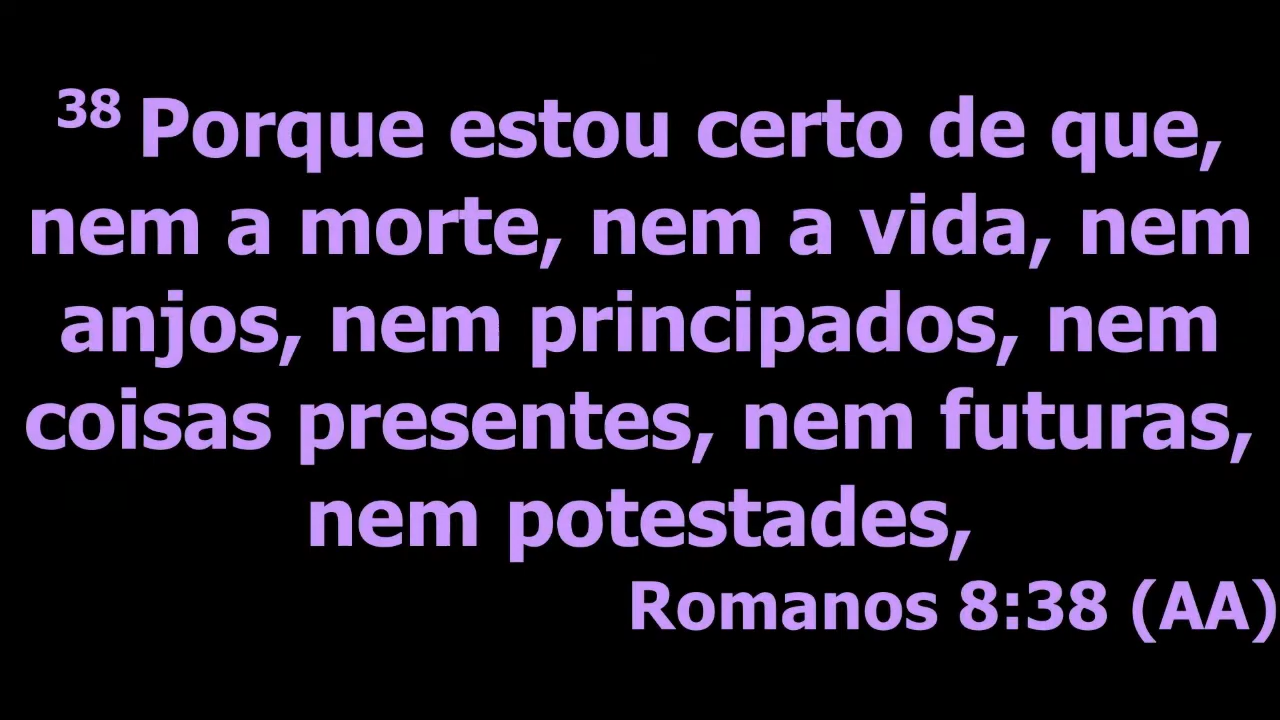 38 Porque estou certo de que,
nem a morte, nem a vida, nem
anjos, nem principados, nem
coisas presentes, nem futuras,
nem potestades,
Romanos 8:38 (AA)